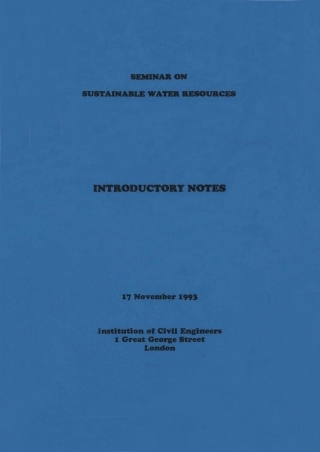 SEMINAR ON
SUSTAINABLE WATER RESOURCES
INTRODUCTORY NOTES
17 November 1993
Institution of Civil Engineers
1 Great George Street
London